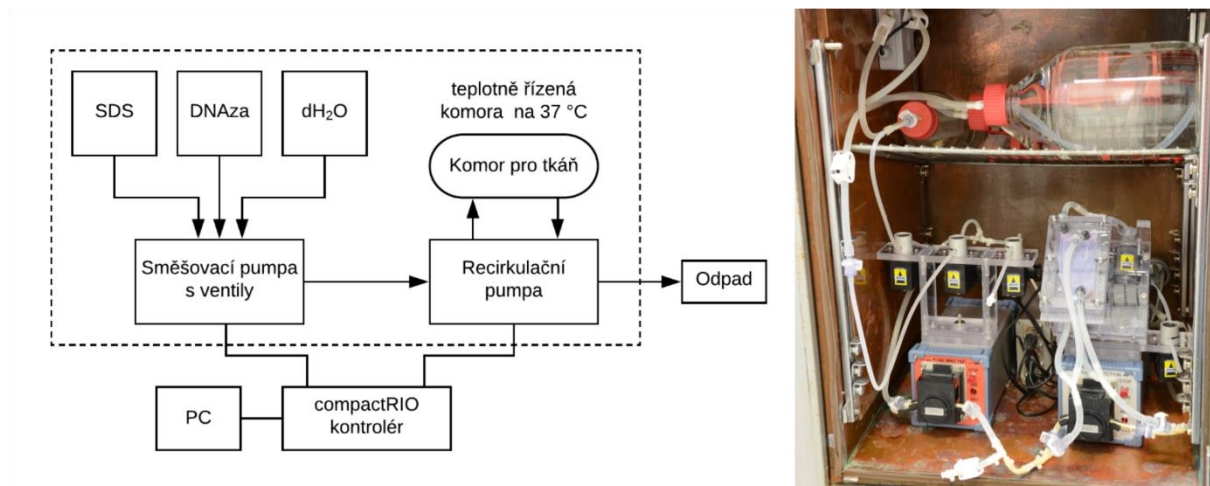 SDS
DNAza
dH₂O
teplotně řízená
komora na 37 °C
Komor pro tkáň
Směšovací pumpa
s ventily
Recirkulační
pumpa
Odpad
PC
compactRIO
kontrolér